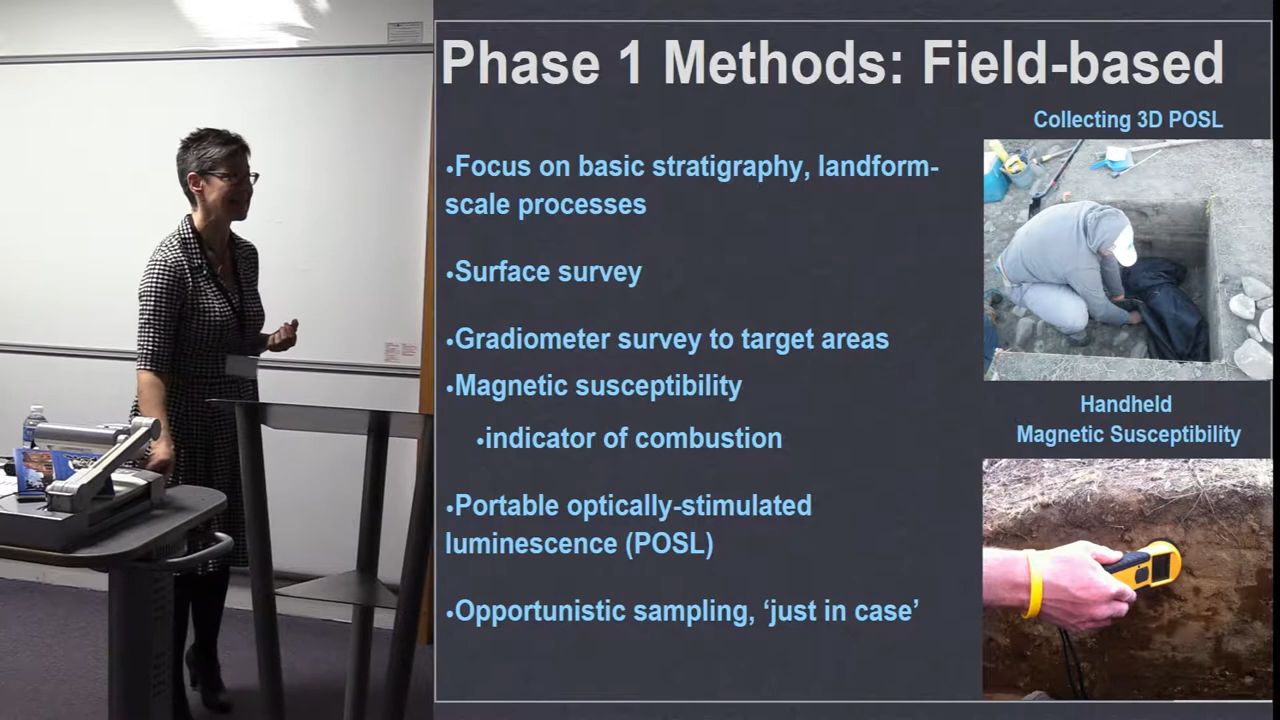 Phase 1 Methods: Field-based
•Focus on basic stratigraphy, landform-
scale processes
•Surface survey
•Gradiometer survey to target areas
•Magnetic susceptibility
•indicator of combustion
•Portable optically-stimulated
luminescence (POSL)
•Opportunistic sampling, ‘just in case’
Collecting 3D POSL
Handheld
Magnetic Susceptibility